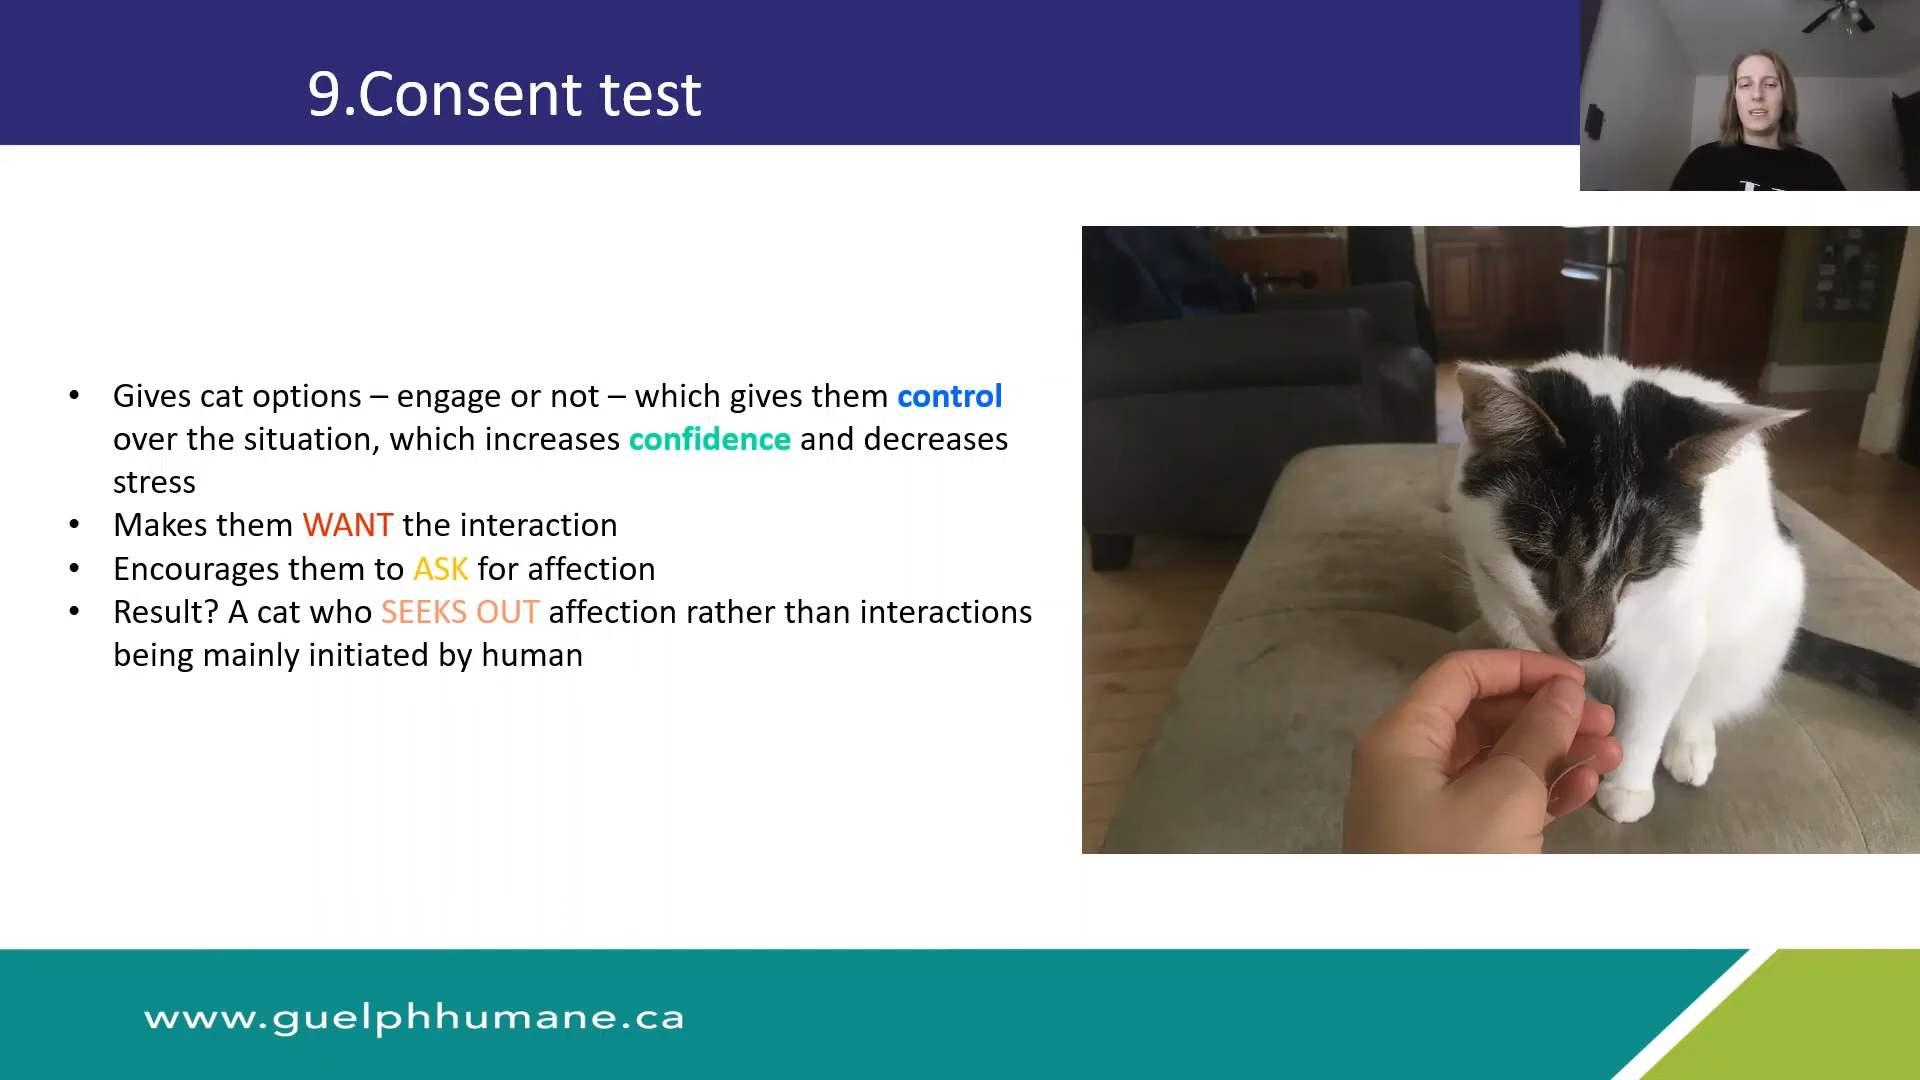 9.Consent test
• Gives cat options – engage or not – which gives them control
over the situation, which increases confidence and decreases
stress
• Makes them WANT the interaction
• Encourages them to ASK for affection
• Result? A cat who SEEKS OUT affection rather than interactions
being mainly initiated by human
www.guelphhumane.ca